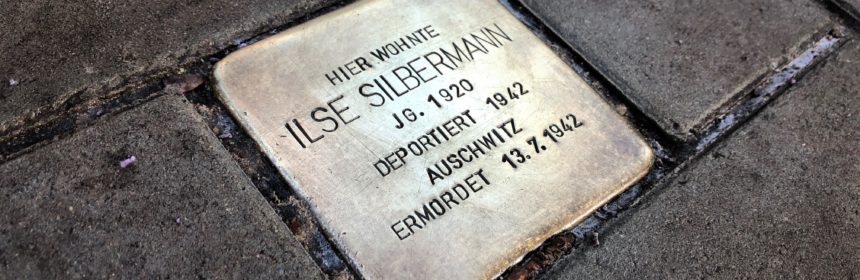 HIER WOHNTE
ILSE SILBERMANN
JG. 1920
DEPORTIERT 1942
AUSCHWITZ
ERMORDET 13.7.1942